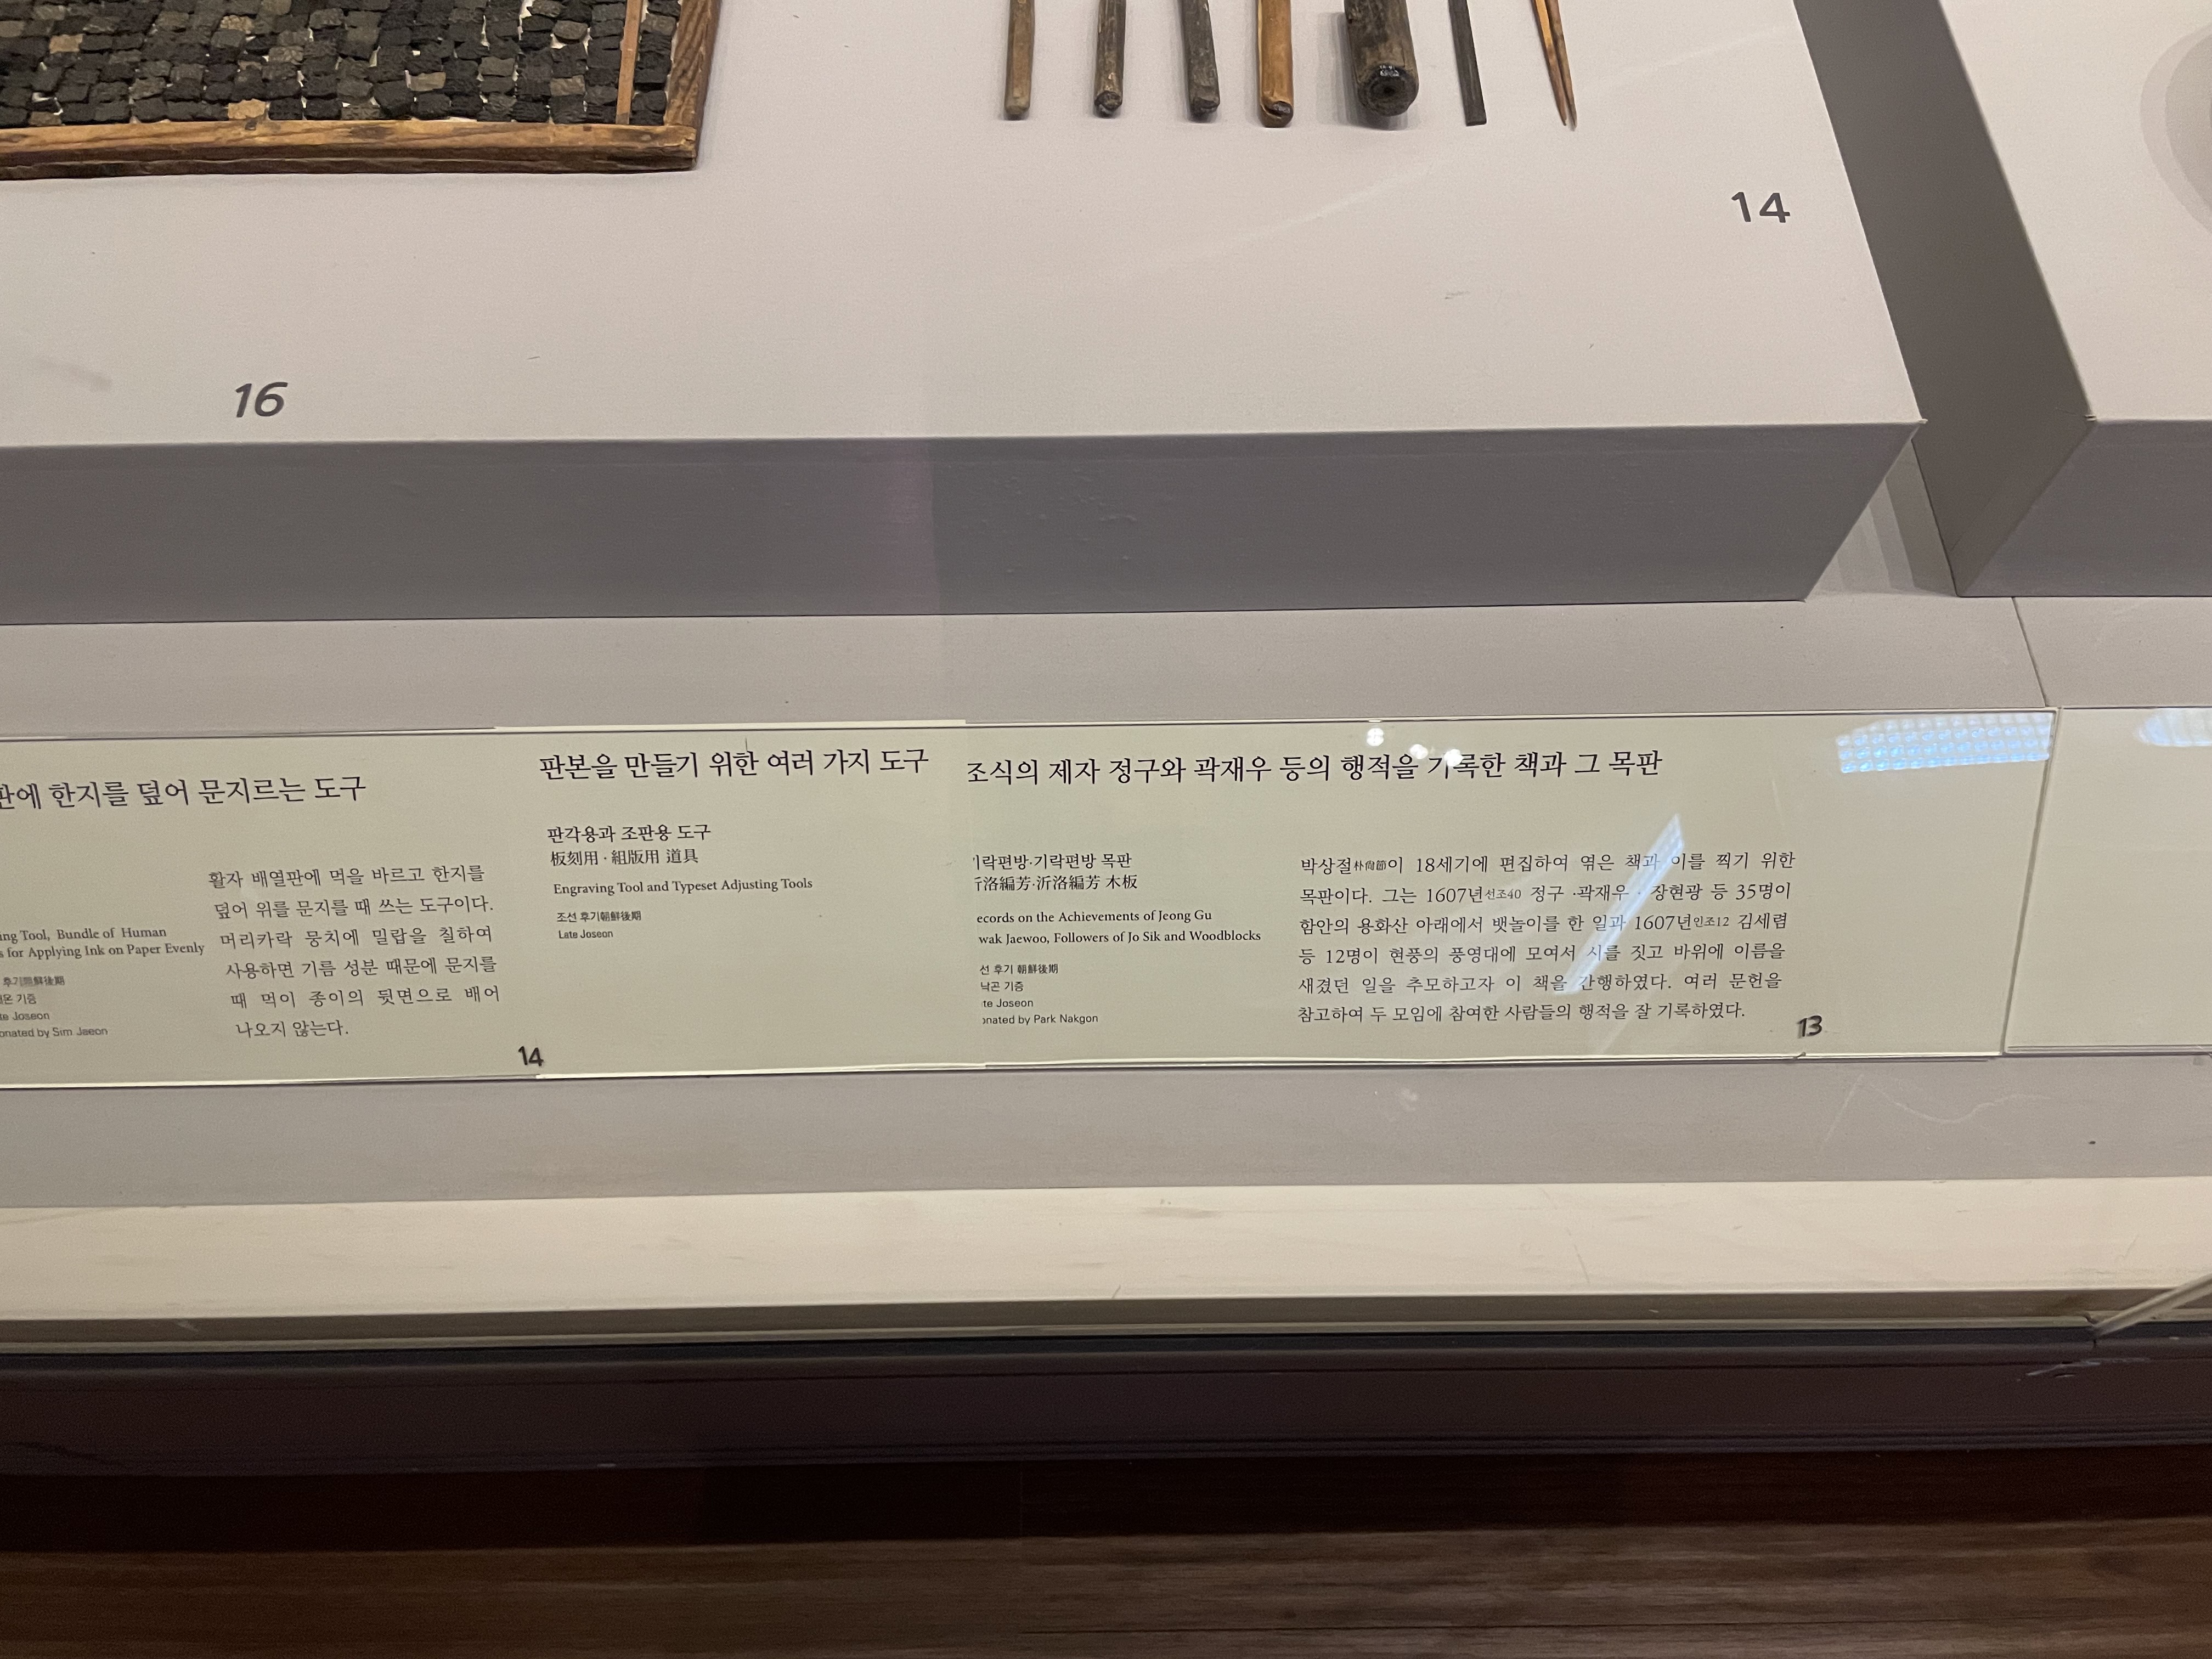 14
16
판에 한지를 덮어 문지르는 도구
활자 배열판에 먹을 바르고 한지를
덮어 위를 문지를 때 쓰는 도구이다.
머리카락 뭉치에 밀랍을 칠하여
사용하면 기름 성분 때문에 문지를
때 먹이 종이의 뒷면으로 배어
나오지 않는다.
ing Tool, Bundle of Human
s for Applying Ink on Paper Evenly
후기朝鮮後期
기증
te Joseon
onated by Sim Jaeon
14
판본을 만들기 위한 여러 가지 도구
판각용과 조판용 도구
板刻用·組版用 道具
Engraving Tool and Typeset Adjusting Tools
조선 후기朝鮮後期
Late Joseon
조식의 제자 정구와 곽재우 등의 행적을 기록한 책과 그 목판
기락편방·기락편방 목판
沂洛編芳·沂洛編芳 木板
ecords on the Achievements of Jeong Gu
wak Jaewoo, Followers of Jo Sik and Woodblocks
선 후기 朝鮮後期
낙곤 기증
te Joseon
onated by Park Nakgon
박상절朴尙節이 18세기에 편집하여 엮은 책과 이를 찍기 위한
목판이다. 그는 1607년선조40 정구·곽재우·장현광 등 35명이
함안의 용화산 아래에서 뱃놀이를 한 일과 1607년인조12 김세렴
등 12명이 현풍의 풍영대에 모여서 시를 짓고 바위에 이름을
새겼던 일을 추모하고자 이 책을 간행하였다. 여러 문헌을
참고하여 두 모임에 참여한 사람들의 행적을 잘 기록하였다.
13